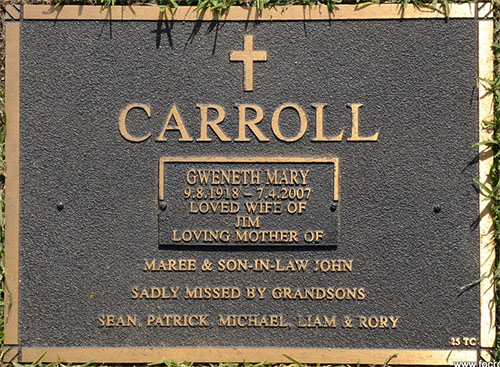 CARROLL
GWENETH MARY
9.8.1918 – 7.4.2007
LOVED WIFE OF
JIM
LOVING MOTHER OF
MAREE & SON-IN-LAW JOHN
SADLY MISSED BY GRANDSONS
SEAN, PATRICK, MICHAEL, LIAM & RORY
25 TC